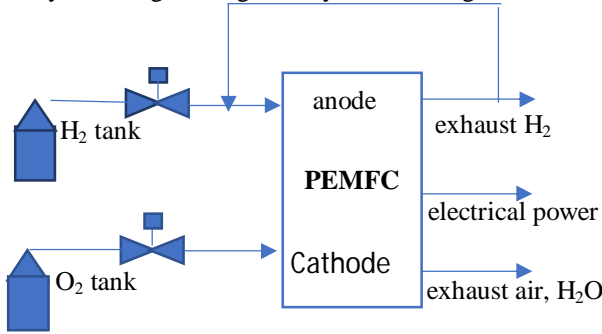 anode
exhaust H₂
H₂ tank
PEMFC
electrical power
Cathode
O₂ tank
exhaust air, H₂O